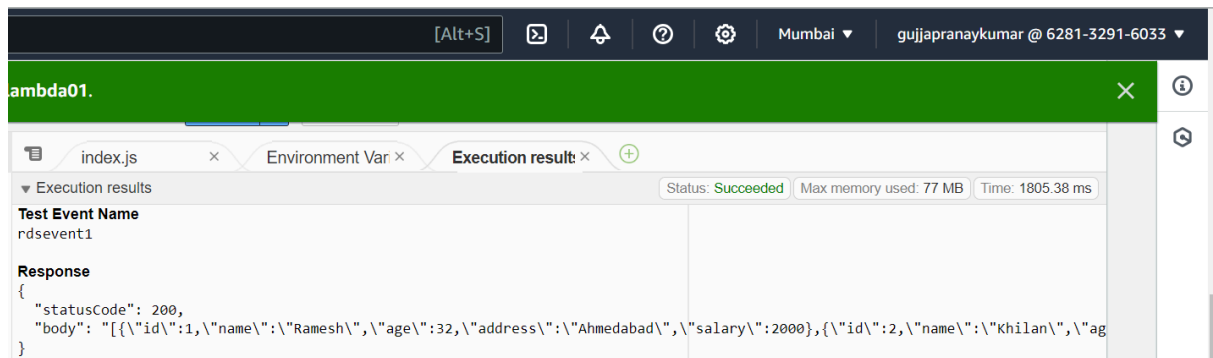 [Alt+S] Mumbai ▼ gujjapranaykumar @ 6281-3291-6033 ▼
ambda01.
index.js × Environment Vari × Execution results ×
▼ Execution results Status: Succeeded Max memory used: 77 MB Time: 1805.38 ms
Test Event Name
rdsevent1
Response
{
"statusCode": 200,
"body": "[{\"id\":1,\"name\":\"Ramesh\",\"age\":32,\"address\":\"Ahmedabad\",\"salary\":2000},{\"id\":2,\"name\":\"Khilan\",\"ag
}